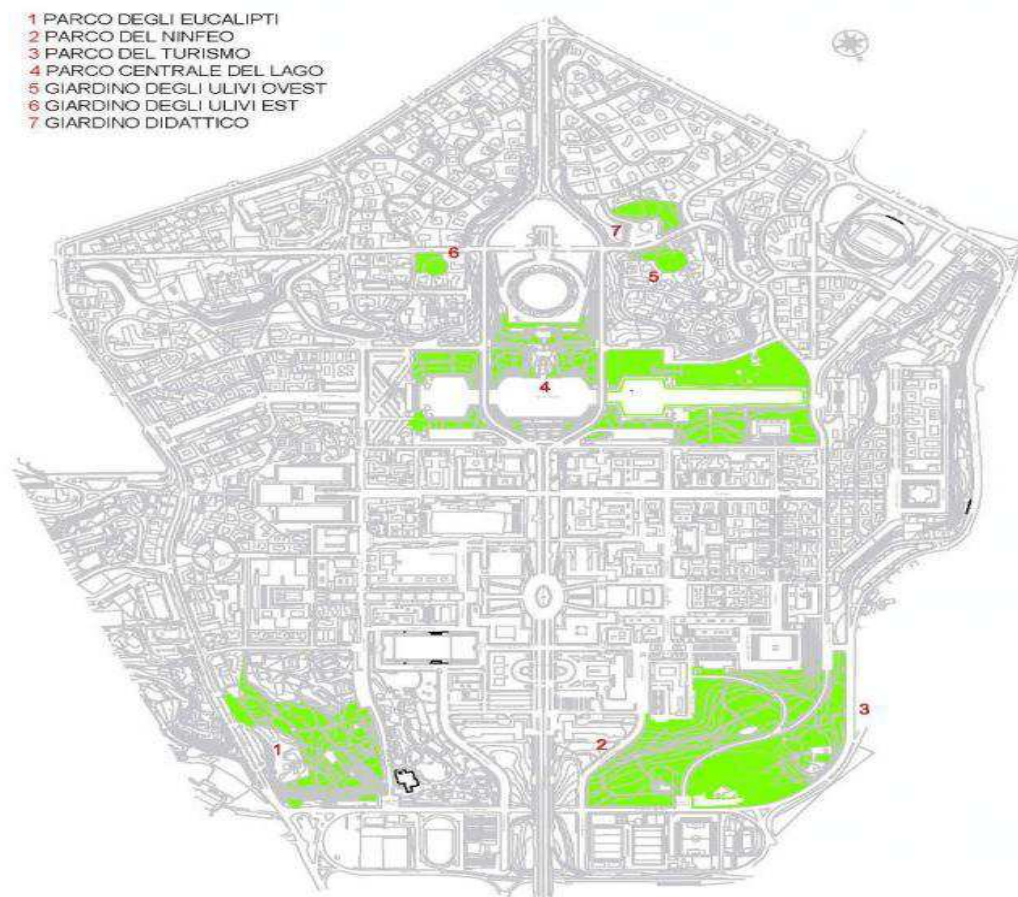 1 PARCO DEGLI EUCALIPTI
2 PARCO DEL NINFEO
3 PARCO DEL TURISMO
4 PARCO CENTRALE DEL LAGO
5 GIARDINO DEGLI ULIVI OVEST
6 GIARDINO DEGLI ULIVI EST
7 GIARDINO DIDATTICO
7
6
5
4
3
2
1